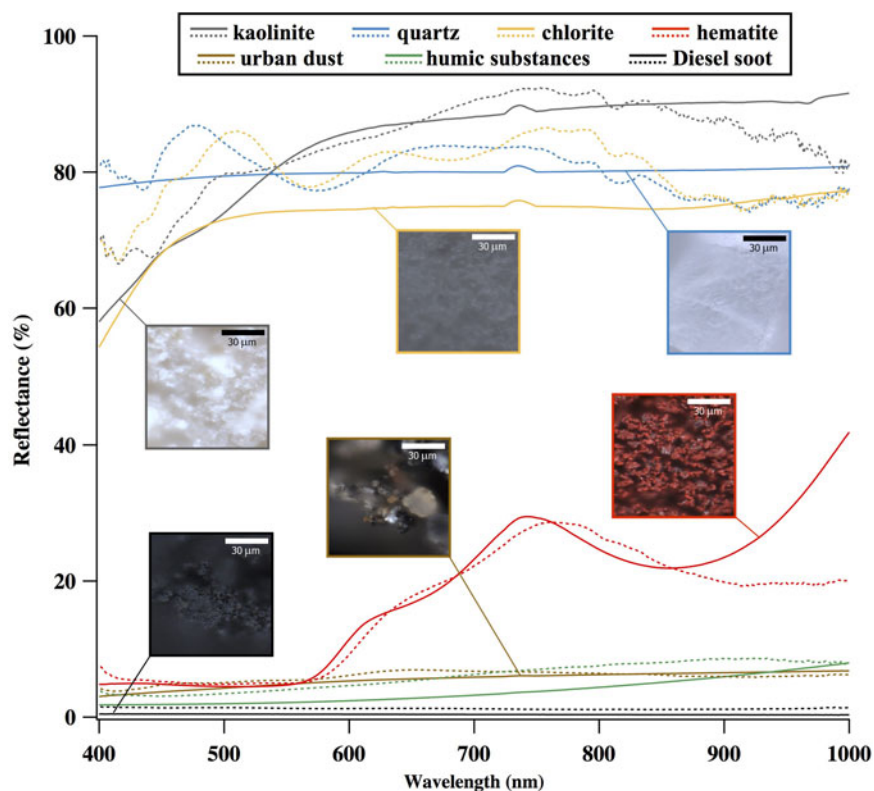 kaolinite quartz chlorite hematite
urban dust humic substances Diesel soot
100
80
60
40
20
0
Reflectance (%)
30 μm
30 μm
30 μm
30 μm
30 μm
30 μm
400 500 600 700 800 900 1000
Wavelength (nm)